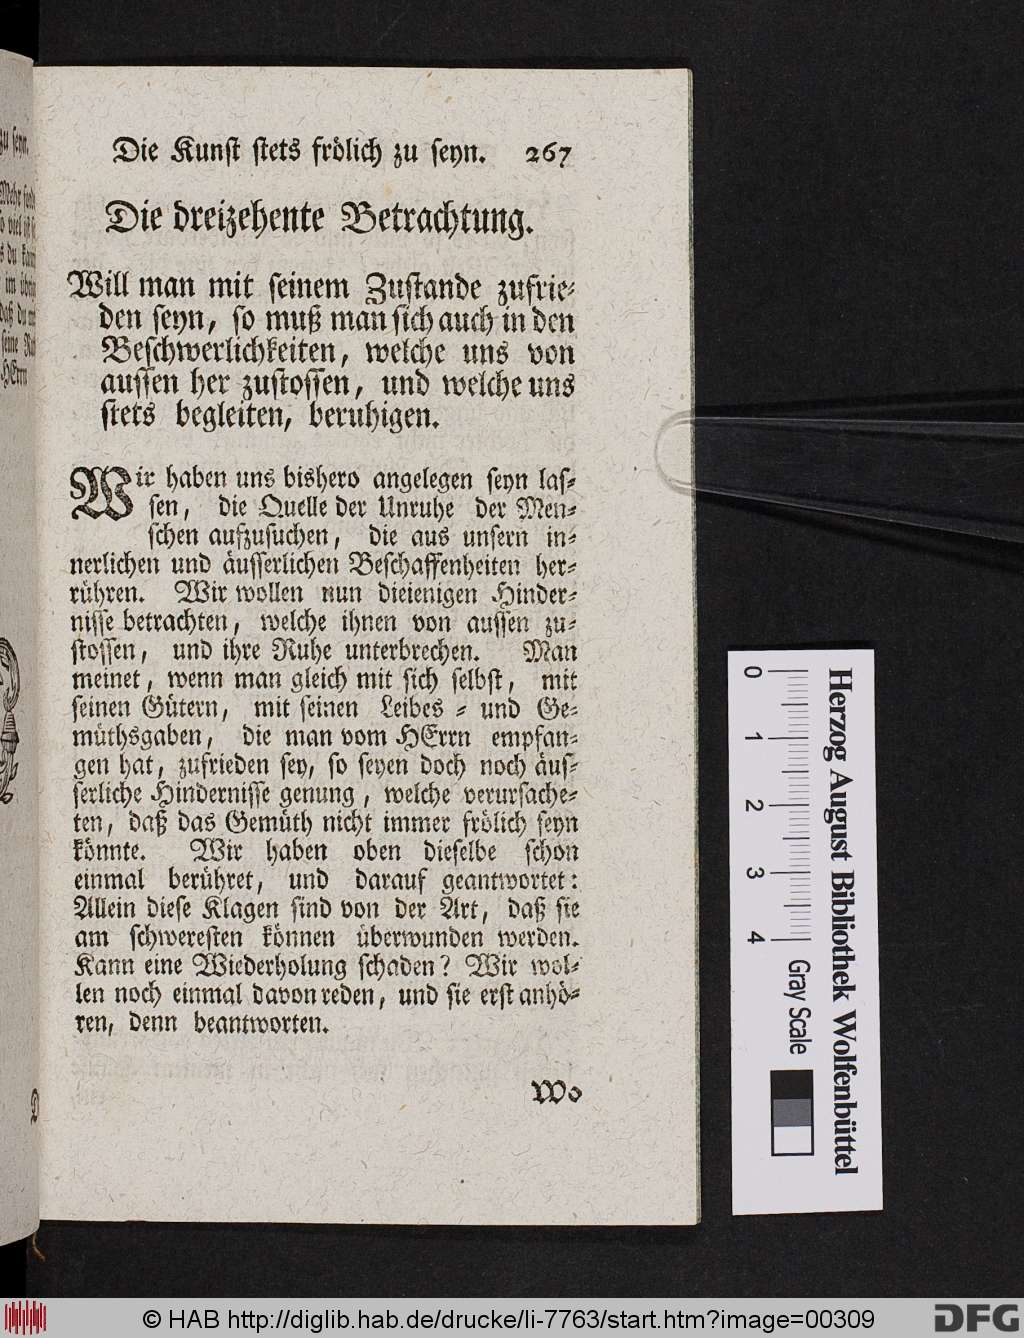 Die Kunst stets frölich zu seyn. 267
Die dreizehente Betrachtung.
Will man mit seinem Zustande zufrie⸗
den seyn, so muß man sich auch in den
Beschwerlichkeiten, welche uns von
aussen her zustossen, und welche uns
stets begleiten, beruhigen.
Wir haben uns bishero angelegen seyn las⸗
sen, die Quelle der Unruhe der Men⸗
schen aufzusuchen, die aus unsern in⸗
nerlichen und äusserlichen Beschaffenheiten her⸗
rühren. Wir wollen nun dieienigen Hinder⸗
nisse betrachten, welche ihnen von aussen zu⸗
stossen, und ihre Ruhe unterbrechen. Man
meinet, wenn man gleich mit sich selbst, mit
seinen Gütern, mit seinen Leibes ⸗ und Ge⸗
müthsgaben, die man vom HErrn empfan⸗
gen hat, zufrieden sey, so seyen doch noch äus⸗
serliche Hindernisse genung, welche verursache⸗
ten, daß das Gemüth nicht immer frölich seyn
könnte. Wir haben oben dieselbe schon
einmal berühret, und darauf geantwortet:
Allein diese Klagen sind von der Art, daß sie
am schweresten können überwunden werden.
Kann eine Wiederholung schaden? Wir wol⸗
len noch einmal davon reden, und sie erst anhö⸗
ren, denn beantworten.
Wo
zu seyn.
HErrn
D
0 1 2 3 4 Gray Scale
Herzog August Bibliothek Wolfenbüttel
© HAB http://diglib.hab.de/drucke/li-7763/start.htm?image=00309
DFG